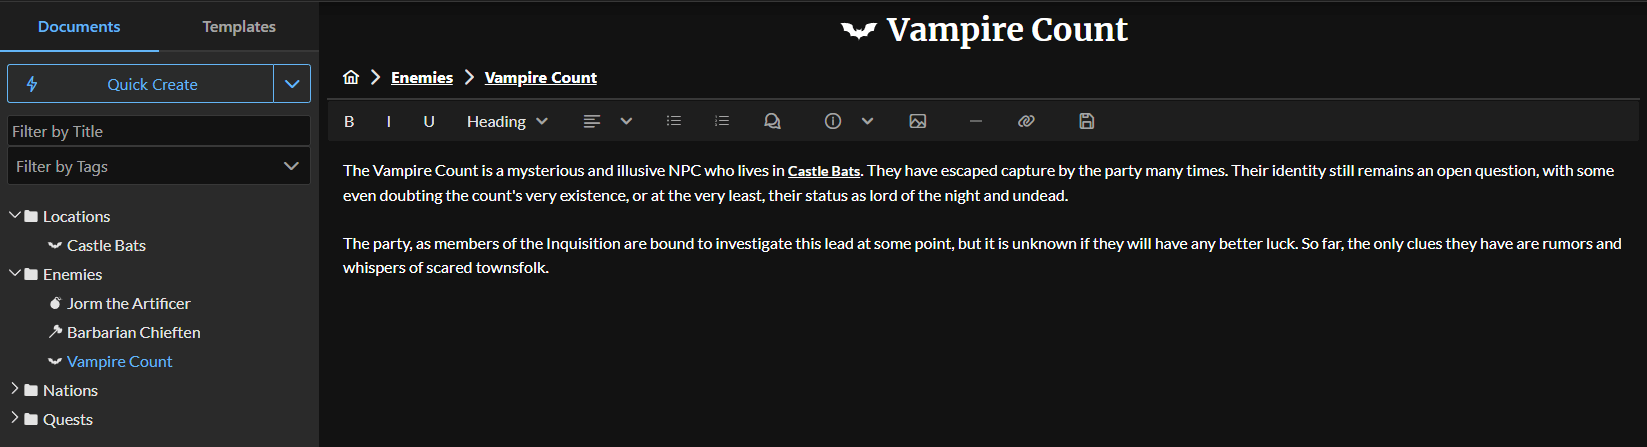 Documents
Templates
Quick Create
Filter by Title
Filter by Tags
Locations
Castle Bats
Enemies
Jorm the Artificer
Barbarian Chieften
Vampire Count
Nations
Quests
Vampire Count
Enemies Vampire Count
B I U Heading
The Vampire Count is a mysterious and illusive NPC who lives in Castle Bats. They have escaped capture by the party many times. Their identity still remains an open question, with some
even doubting the count's very existence, or at the very least, their status as lord of the night and undead.
The party, as members of the Inquisition are bound to investigate this lead at some point, but it is unknown if they will have any better luck. So far, the only clues they have are rumors and
whispers of scared townsfolk.